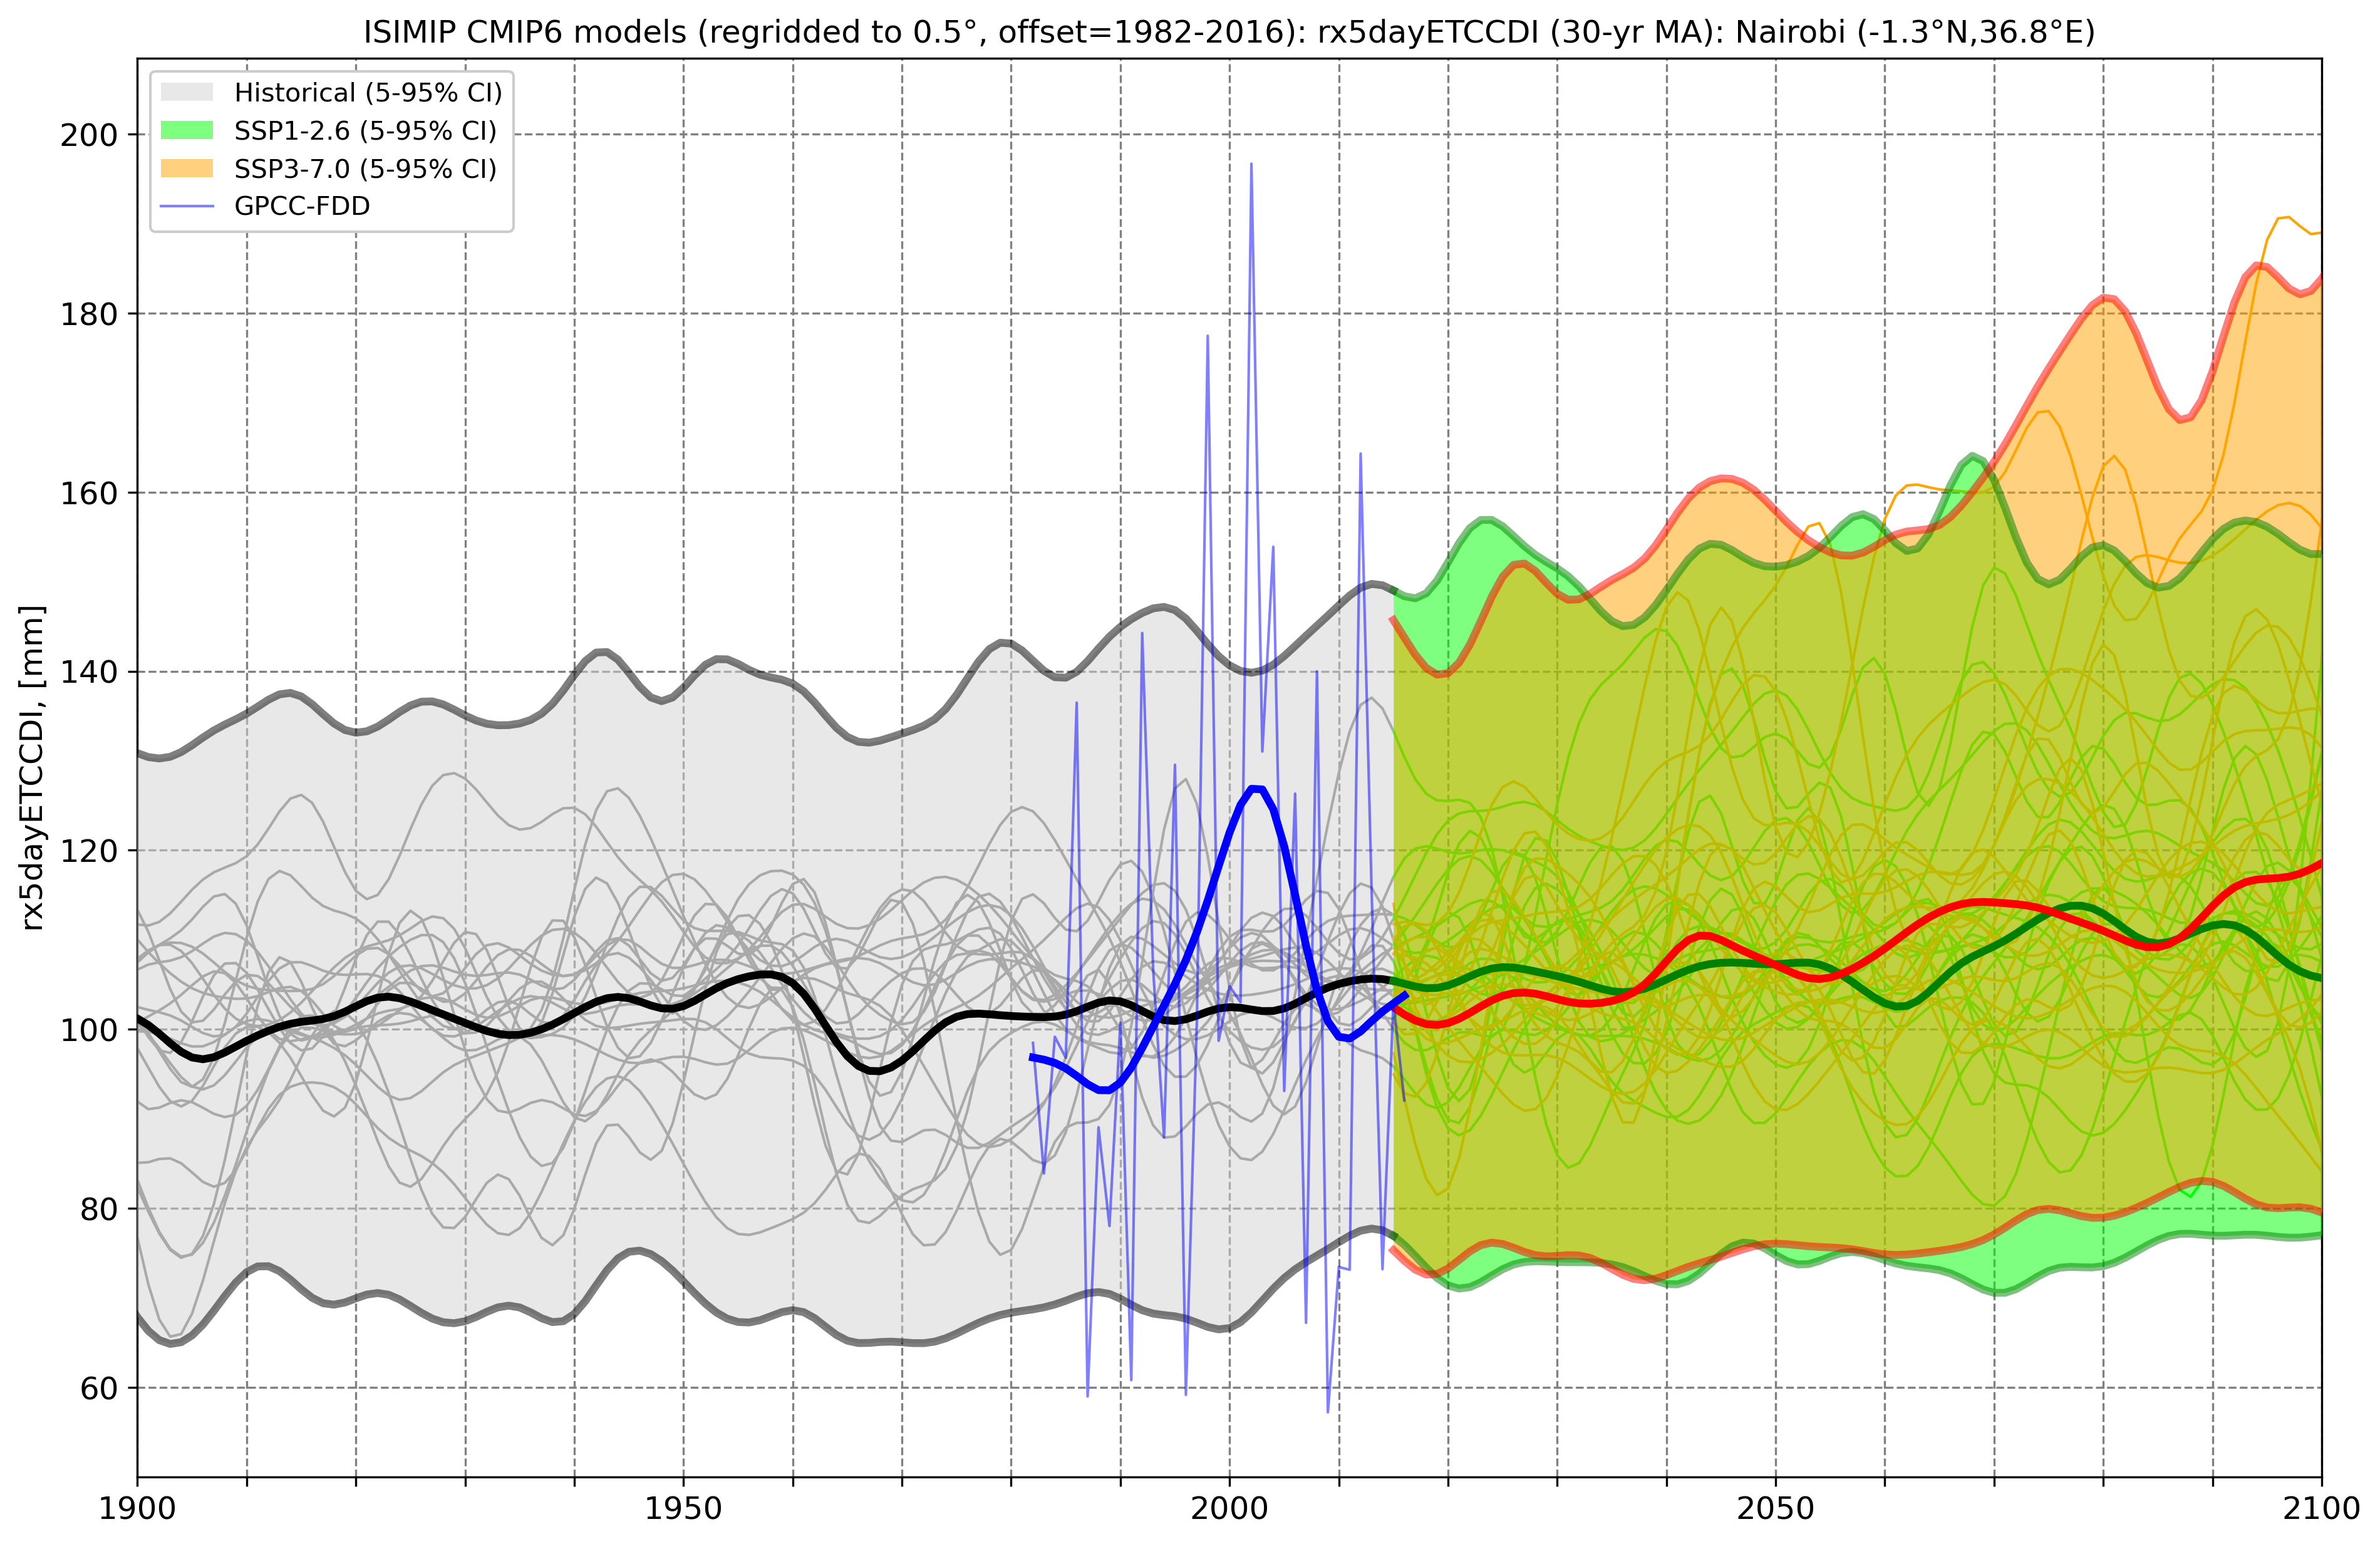 ISIMIP CMIP6 models (regridded to 0.5°, offset=1982-2016): rx5dayETCCDI (30-yr MA): Nairobi (-1.3°N,36.8°E)
Historical (5-95% CI)
SSP1-2.6 (5-95% CI)
SSP3-7.0 (5-95% CI)
GPCC-FDD
rx5dayETCCDI, [mm]
200
180
160
140
120
100
80
60
1900 1950 2000 2050 2100